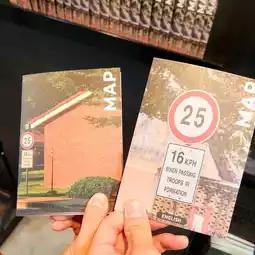 MAP
25
MAP
25
16 KPH
WHEN PASSING
TROOPS IN
FORMATION
ENGLISH